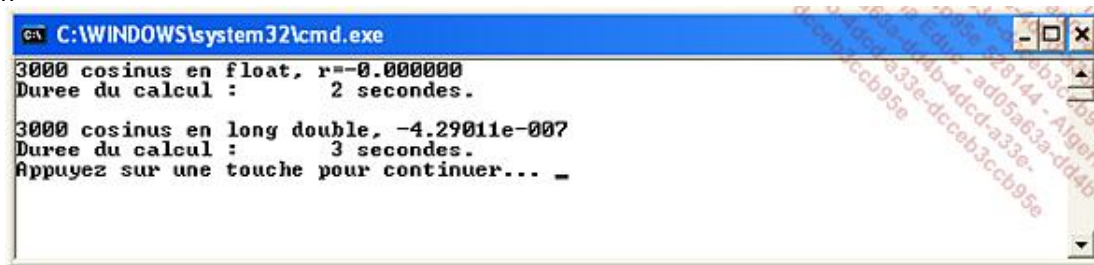 C:\WINDOWS\system32\cmd.exe
3000 cosinus en float, r=-0.000000
Duree du calcul :        2 secondes.
3000 cosinus en long double, -4.29011e-007
Duree du calcul :        3 secondes.
Appuyez sur une touche pour continuer... _